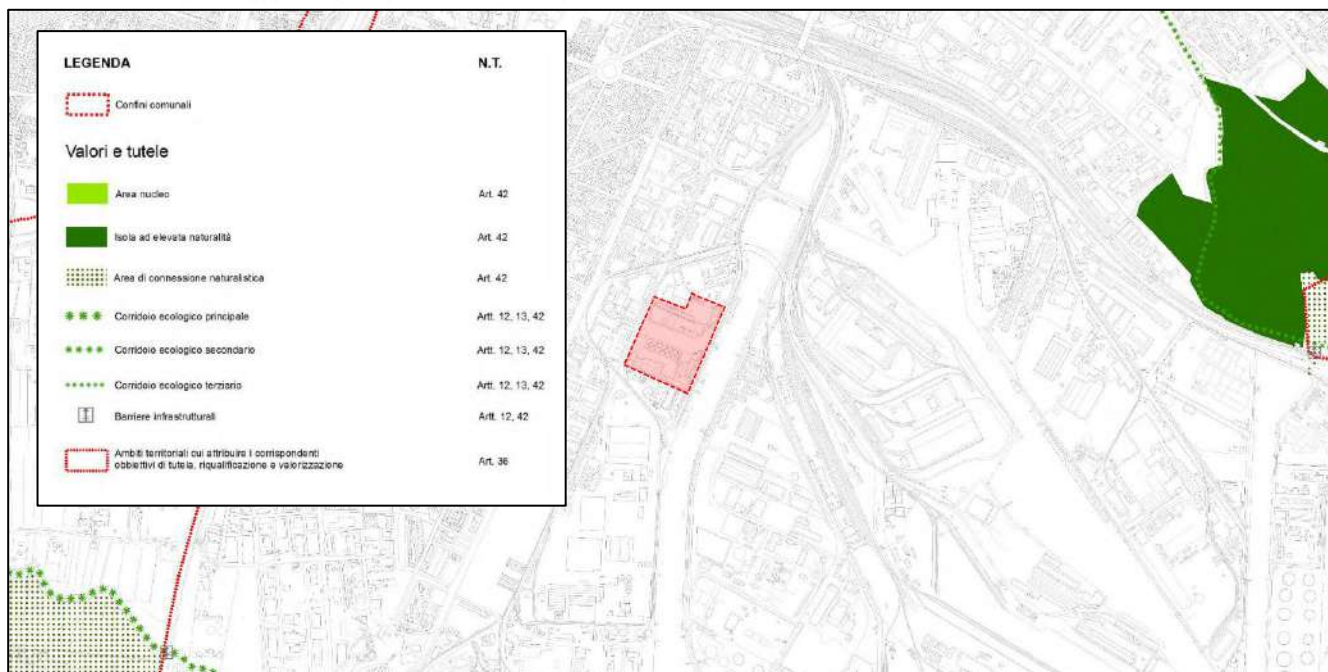 LEGENDA N.T.
Confini comunali
Valori e tutele
Area nucleo Art. 42
Isola ad elevata naturalità Art. 42
Area di connessione naturalistica Art. 42
Corridoio ecologico principale Artt. 12, 13, 42
Corridoio ecologico secondario Artt. 12, 13, 42
Corridoio ecologico terziario Artt. 12, 13, 42
Barriere infrastrutturali Artt. 12, 42
Ambiti territoriali cui attribuire i corrispondenti
obbiettivi di tutela, riqualificazione e valorizzazione Art. 36